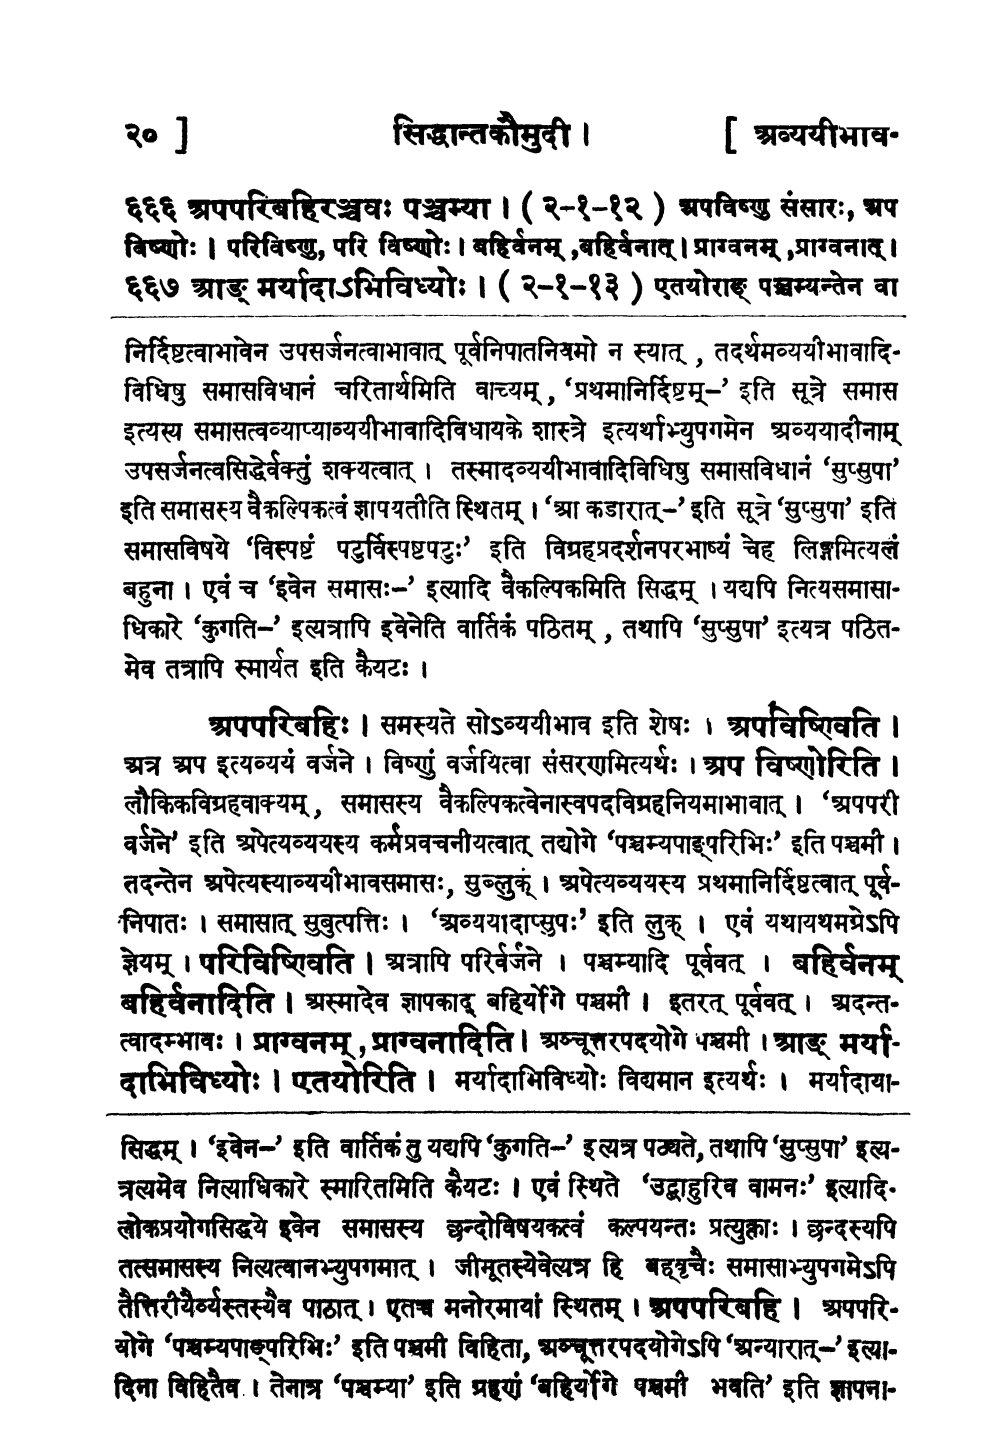 २० ] सिद्धान्तकौमुदी । [ अव्ययीभाव-
६६६ अपपरिबहिरञ्चवः पञ्चम्या । ( २-१-१२ ) अपविष्णु संसारः, अप
विष्णोः । परिविष्णु, परि विष्णोः । बहिर्वनम् ,बहिर्वनात् । प्राग्वनम् ,प्राग्वनात् ।
६६७ आङ् मर्यादाऽभिविध्योः । ( २-१-१३ ) एतयोराङ् पञ्चम्यन्तेन वा
निर्दिष्टत्वाभावेन उपसर्जनत्वाभावात् पूर्वनिपातनियमो न स्यात् , तदर्थमव्ययीभावादि-
विधिषु समासविधानं चरितार्थमिति वाच्यम् , ‘प्रथमानिर्दिष्टम्-’ इति सूत्रे समास
इत्यस्य समासत्वव्याप्याव्ययीभावादिविधायके शास्त्रे इत्यर्थाभ्युपगमेन अव्ययादीनाम्
उपसर्जनत्वसिद्धेर्वक्तुं शक्यत्वात् । तस्मादव्ययीभावादिविधिषु समासविधानं ‘सुप्सुपा’
इति समासस्य वैकल्पिकत्वं ज्ञापयतीति स्थितम् । ‘आ कडारात्-’ इति सूत्रे ‘सुप्सुपा’ इति
समासविषये ‘विस्पष्टं पटुर्विस्पष्टपटुः’ इति विग्रहप्रदर्शनपरभाष्यं चेह लिङ्गमित्यलं
बहुना । एवं च ‘इवेन समासः-’ इत्यादि वैकल्पिकमिति सिद्धम् । यद्यपि नित्यसमासा-
धिकारे ‘कुगति-’ इत्यत्रापि इवेनेति वार्तिकं पठितम् , तथापि ‘सुप्सुपा’ इत्यत्र पठित-
मेव तत्रापि स्मार्यत इति कैयटः ।
अपपरिबहिः । समस्यते सोऽव्ययीभाव इति शेषः । अपविष्ण्विति ।
अत्र अप इत्यव्ययं वर्जने । विष्णुं वर्जयित्वा संसरणमित्यर्थः । अप विष्णोरिति ।
लौकिकविग्रहवाक्यम् , समासस्य वैकल्पिकत्वेनास्वपदविग्रहनियमाभावात् । ‘अपपरी
वर्जने’ इति अपेत्यव्ययस्य कर्मप्रवचनीयत्वात् तद्योगे ‘पञ्चम्यपाङ्परिभिः’ इति पञ्चमी ।
तदन्तेन अपेत्यस्याव्ययीभावसमासः, सुब्लुक् । अपेत्यव्ययस्य प्रथमानिर्दिष्टत्वात् पूर्व-
निपातः । समासात् सुबुत्पत्तिः । ‘अव्ययादाप्सुपः’ इति लुक् । एवं यथायथमग्रेऽपि
ज्ञेयम् । परिविष्ण्विति । अत्रापि परिर्वर्जने । पञ्चम्यादि पूर्ववत् । बहिर्वनम्
बहिर्वनादिति । अस्मादेव ज्ञापकाद् बहिर्योगे पञ्चमी । इतरत् पूर्ववत् । अदन्त-
त्वादम्भावः । प्राग्वनम् , प्राग्वनादिति । अञ्चूत्तरपदयोगे पञ्चमी । आङ् मर्या-
दाभिविध्योः । एतयोरिति । मर्यादाभिविध्योः विद्यमान इत्यर्थः । मर्यादाया-
सिद्धम् । ‘इवेन-’ इति वार्तिकं तु यद्यपि ‘कुगति-’ इत्यत्र पठ्यते, तथापि ‘सुप्सुपा’ इत्य-
त्रत्यमेव नित्याधिकारे स्मारितमिति कैयटः । एवं स्थिते ‘उद्बाहुरिव वामनः’ इत्यादि-
लोकप्रयोगसिद्धये इवेन समासस्य छन्दोविषयकत्वं कल्पयन्तः प्रत्युक्ताः । छन्दस्यपि
तत्समासस्य नित्यत्वानभ्युपगमात् । जीमूतस्येवेत्यत्र हि बह्वृचैः समासाभ्युपगमेऽपि
तैत्तिरीयैर्व्यस्तस्यैव पाठात् । एतच्च मनोरमायां स्थितम् । अपपरिबहि । अपपरि-
योगे ‘पञ्चम्यपाङ्परिभिः’ इति पञ्चमी विहिता, अञ्चूत्तरपदयोगेऽपि ‘अन्यारात्-’ इत्या-
दिना विहितैव । तेनात्र ‘पञ्चम्या’ इति ग्रहणं ‘बहिर्योगे पञ्चमी भवति’ इति ज्ञापना-